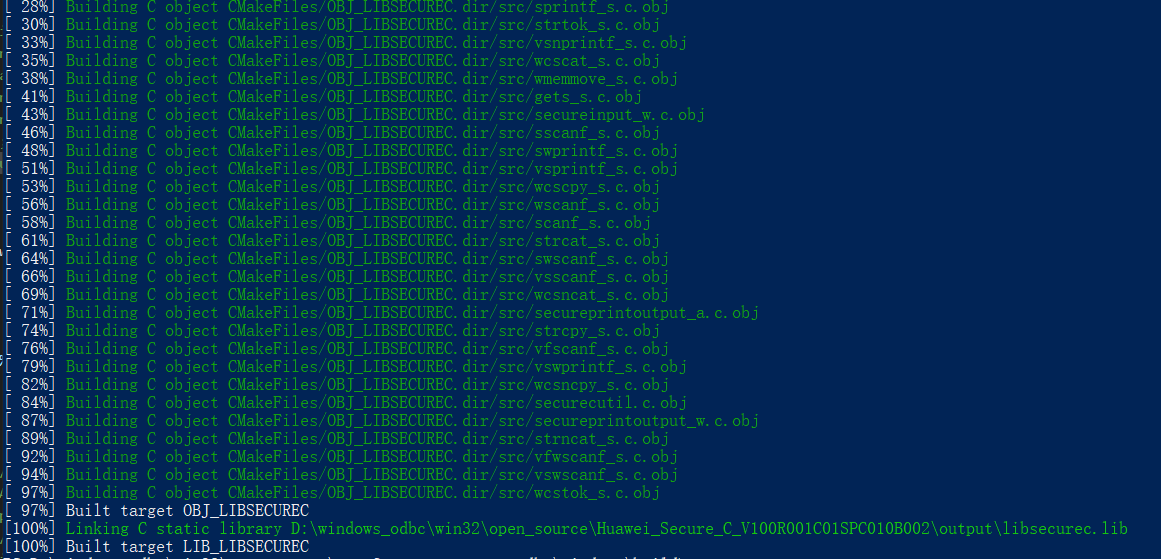 [ 28%] Building C object CMakeFiles/OBJ_LIBSECUREC.dir/src/sprintf_s.c.obj
[ 30%] Building C object CMakeFiles/OBJ_LIBSECUREC.dir/src/strtok_s.c.obj
[ 33%] Building C object CMakeFiles/OBJ_LIBSECUREC.dir/src/vsnprintf_s.c.obj
[ 35%] Building C object CMakeFiles/OBJ_LIBSECUREC.dir/src/wcscat_s.c.obj
[ 38%] Building C object CMakeFiles/OBJ_LIBSECUREC.dir/src/wmemmove_s.c.obj
[ 41%] Building C object CMakeFiles/OBJ_LIBSECUREC.dir/src/gets_s.c.obj
[ 43%] Building C object CMakeFiles/OBJ_LIBSECUREC.dir/src/secureinput_w.c.obj
[ 46%] Building C object CMakeFiles/OBJ_LIBSECUREC.dir/src/sscanf_s.c.obj
[ 48%] Building C object CMakeFiles/OBJ_LIBSECUREC.dir/src/swprintf_s.c.obj
[ 51%] Building C object CMakeFiles/OBJ_LIBSECUREC.dir/src/vsprintf_s.c.obj
[ 53%] Building C object CMakeFiles/OBJ_LIBSECUREC.dir/src/wcscpy_s.c.obj
[ 56%] Building C object CMakeFiles/OBJ_LIBSECUREC.dir/src/wscanf_s.c.obj
[ 58%] Building C object CMakeFiles/OBJ_LIBSECUREC.dir/src/scanf_s.c.obj
[ 61%] Building C object CMakeFiles/OBJ_LIBSECUREC.dir/src/strcat_s.c.obj
[ 64%] Building C object CMakeFiles/OBJ_LIBSECUREC.dir/src/swscanf_s.c.obj
[ 66%] Building C object CMakeFiles/OBJ_LIBSECUREC.dir/src/vsscanf_s.c.obj
[ 69%] Building C object CMakeFiles/OBJ_LIBSECUREC.dir/src/wcsncat_s.c.obj
[ 71%] Building C object CMakeFiles/OBJ_LIBSECUREC.dir/src/secureprintoutput_a.c.obj
[ 74%] Building C object CMakeFiles/OBJ_LIBSECUREC.dir/src/strcpy_s.c.obj
[ 76%] Building C object CMakeFiles/OBJ_LIBSECUREC.dir/src/vfscanf_s.c.obj
[ 79%] Building C object CMakeFiles/OBJ_LIBSECUREC.dir/src/vswprintf_s.c.obj
[ 82%] Building C object CMakeFiles/OBJ_LIBSECUREC.dir/src/wcsncpy_s.c.obj
[ 84%] Building C object CMakeFiles/OBJ_LIBSECUREC.dir/src/securecutil.c.obj
[ 87%] Building C object CMakeFiles/OBJ_LIBSECUREC.dir/src/secureprintoutput_w.c.obj
[ 89%] Building C object CMakeFiles/OBJ_LIBSECUREC.dir/src/strncat_s.c.obj
[ 92%] Building C object CMakeFiles/OBJ_LIBSECUREC.dir/src/vfwscanf_s.c.obj
[ 94%] Building C object CMakeFiles/OBJ_LIBSECUREC.dir/src/vswscanf_s.c.obj
[ 97%] Building C object CMakeFiles/OBJ_LIBSECUREC.dir/src/wcstok_s.c.obj
[ 97%] Built target OBJ_LIBSECUREC
[100%] Linking C static library D:\windows_odbc\win32\open_source\Huawei_Secure_C_V100R001C01SPC010B002\output\libsecurec.lib
[100%] Built target LIB_LIBSECUREC